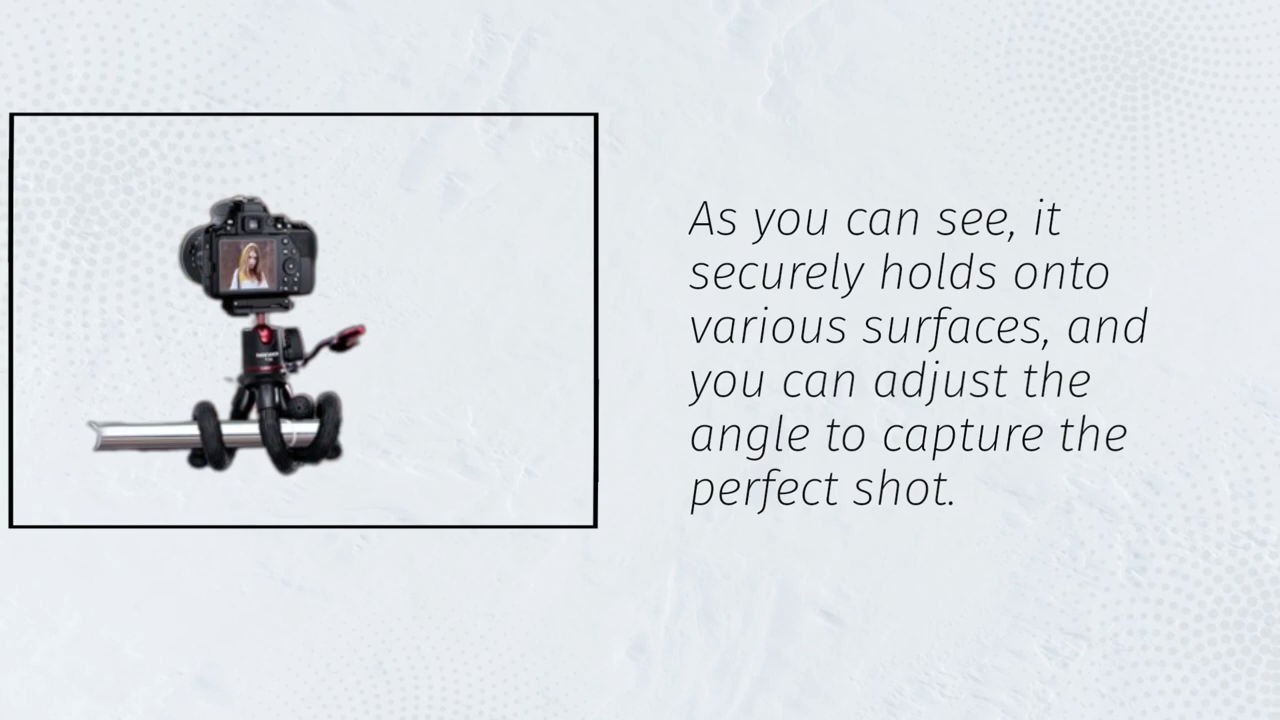 As you can see, it
securely holds onto
various surfaces, and
you can adjust the
angle to capture the
perfect shot.